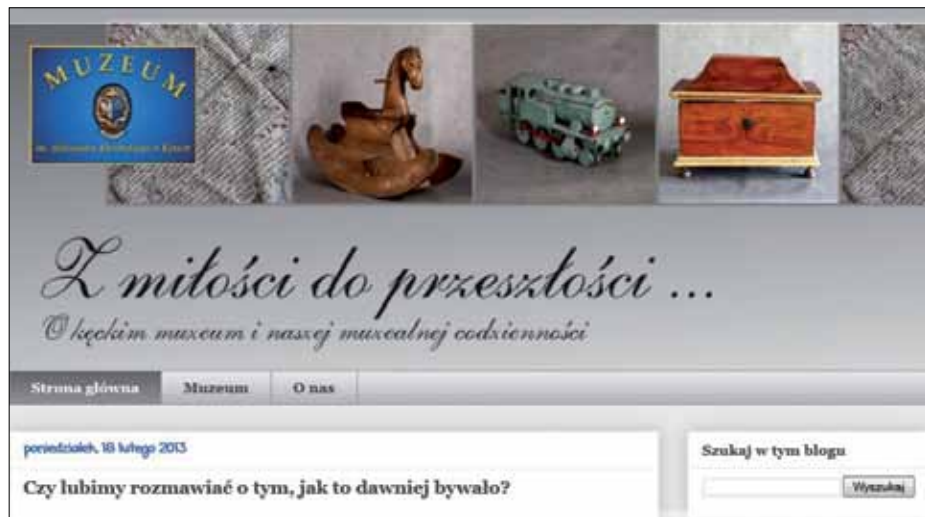 MUZEUM
Z miłości do przeszłości ...
O kęckim muzeum i naszej muzealnej codzienności
Strona główna Muzeum O nas
poniedziałek, 18 lutego 2013
Szukaj w tym blogu
Czy lubimy rozmawiać o tym, jak to dawniej bywało?
Wyszukaj